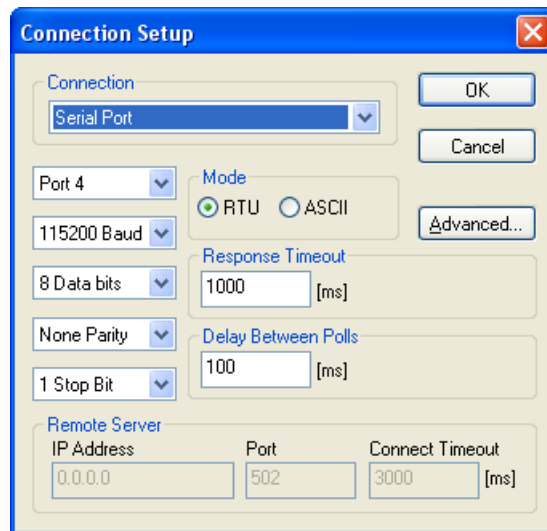 Connection Setup
Connection
Serial Port
OK
Cancel
Port 4
Mode
RTU ASCII
115200 Baud
Advanced...
Response Timeout
8 Data bits
1000 [ms]
None Parity
Delay Between Polls
100 [ms]
1 Stop Bit
Remote Server
IP Address Port Connect Timeout
0.0.0.0 502 3000 [ms]